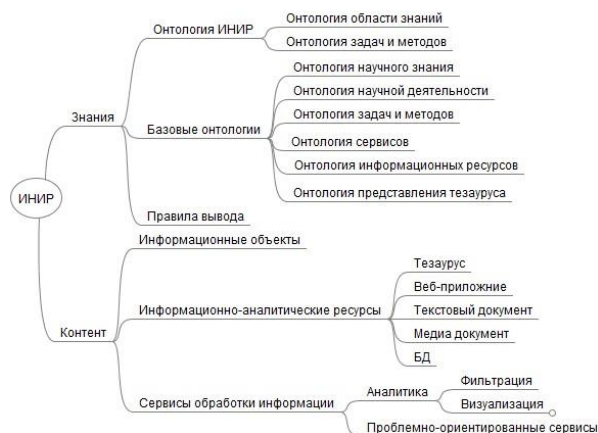 ИНИР
Знания
Онтология ИНИР
Онтология области знаний
Онтология задач и методов
Базовые онтологии
Онтология научного знания
Онтология научной деятельности
Онтология задач и методов
Онтология сервисов
Онтология информационных ресурсов
Онтология представления тезауруса
Правила вывода
Контент
Информационные объекты
Информационно-аналитические ресурсы
Тезаурус
Веб-приложние
Текстовый документ
Медиа документ
БД
Сервисы обработки информации
Аналитика
Фильтрация
Визуализация
Проблемно-ориентированные сервисы